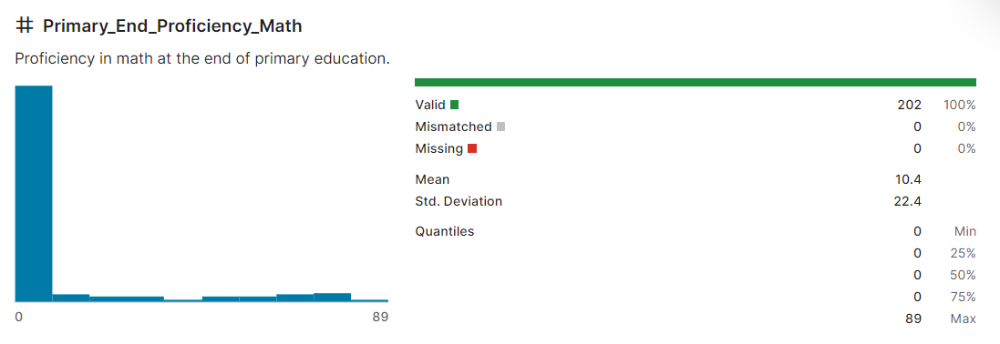 # Primary_End_Proficiency_Math
Proficiency in math at the end of primary education.
0 89
Valid 202 100%
Mismatched 0 0%
Missing 0 0%
Mean 10.4
Std. Deviation 22.4
Quantiles 0 Min
0 25%
0 50%
0 75%
89 Max